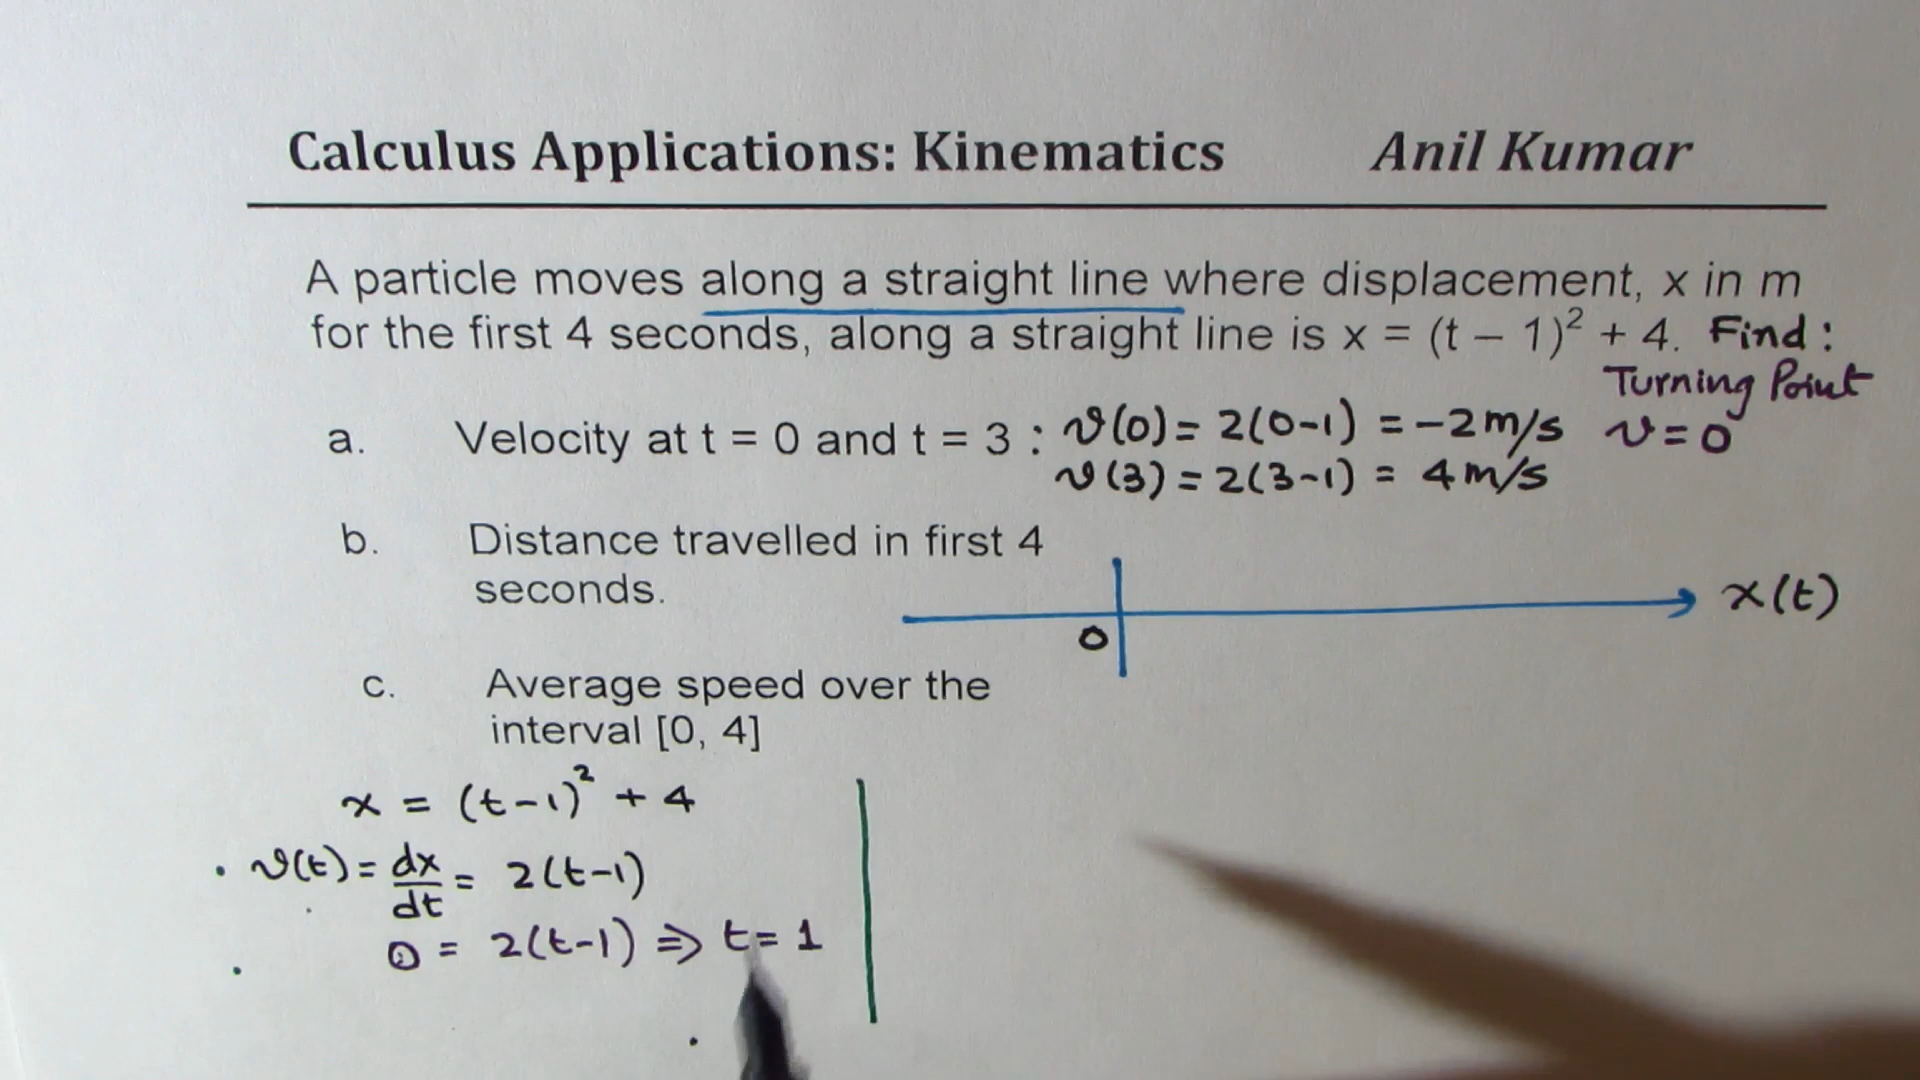 Calculus Applications: Kinematics Anil Kumar
A particle moves along a straight line where displacement, x in m
for the first 4 seconds, along a straight line is x = (t – 1)² + 4. Find :
Turning Point
a. Velocity at t = 0 and t = 3 : v(0) = 2(0-1) = -2 m/s v = 0
v(3) = 2(3-1) = 4 m/s
b. Distance travelled in first 4
seconds.
x(t)
0
c. Average speed over the
interval [0, 4]
x = (t-1)² + 4
v(t) = dx/dt = 2(t-1)
0 = 2(t-1) ⇒ t = 1